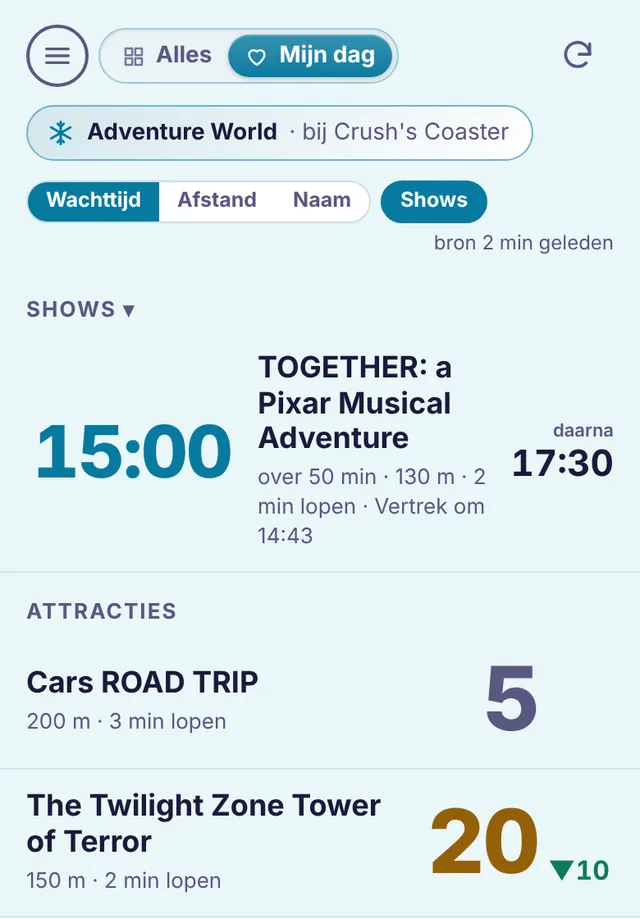 Alles
Mijn dag
Adventure World · bij Crush's Coaster
Wachttijd
Afstand
Naam
Shows
bron 2 min geleden
SHOWS ▼
15:00
TOGETHER: a
Pixar Musical
Adventure
over 50 min · 130 m · 2
min lopen · Vertrek om
14:43
daarna
17:30
ATTRACTIES
Cars ROAD TRIP
200 m · 3 min lopen
5
The Twilight Zone Tower
of Terror
150 m · 2 min lopen
20
▼10